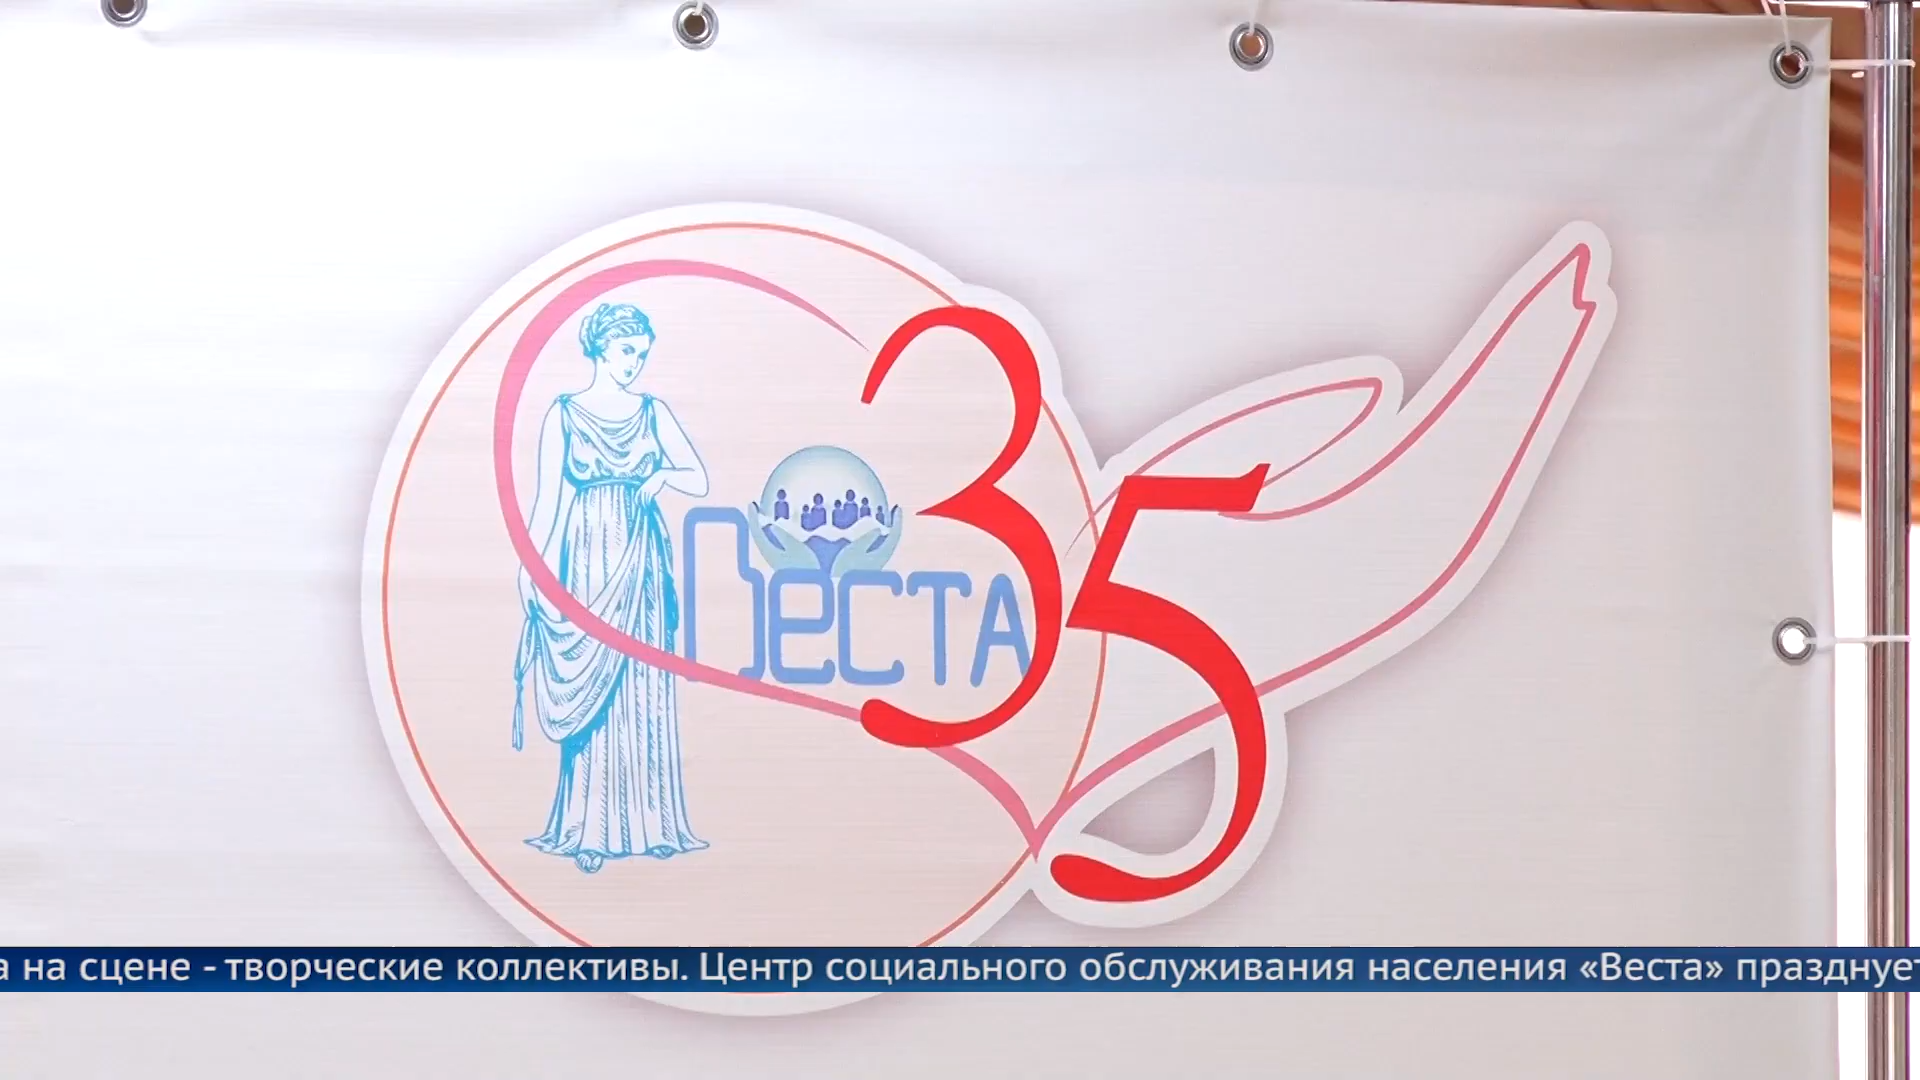 Веста
35
а на сцене - творческие коллективы. Центр социального обслуживания населения «Веста» празднует